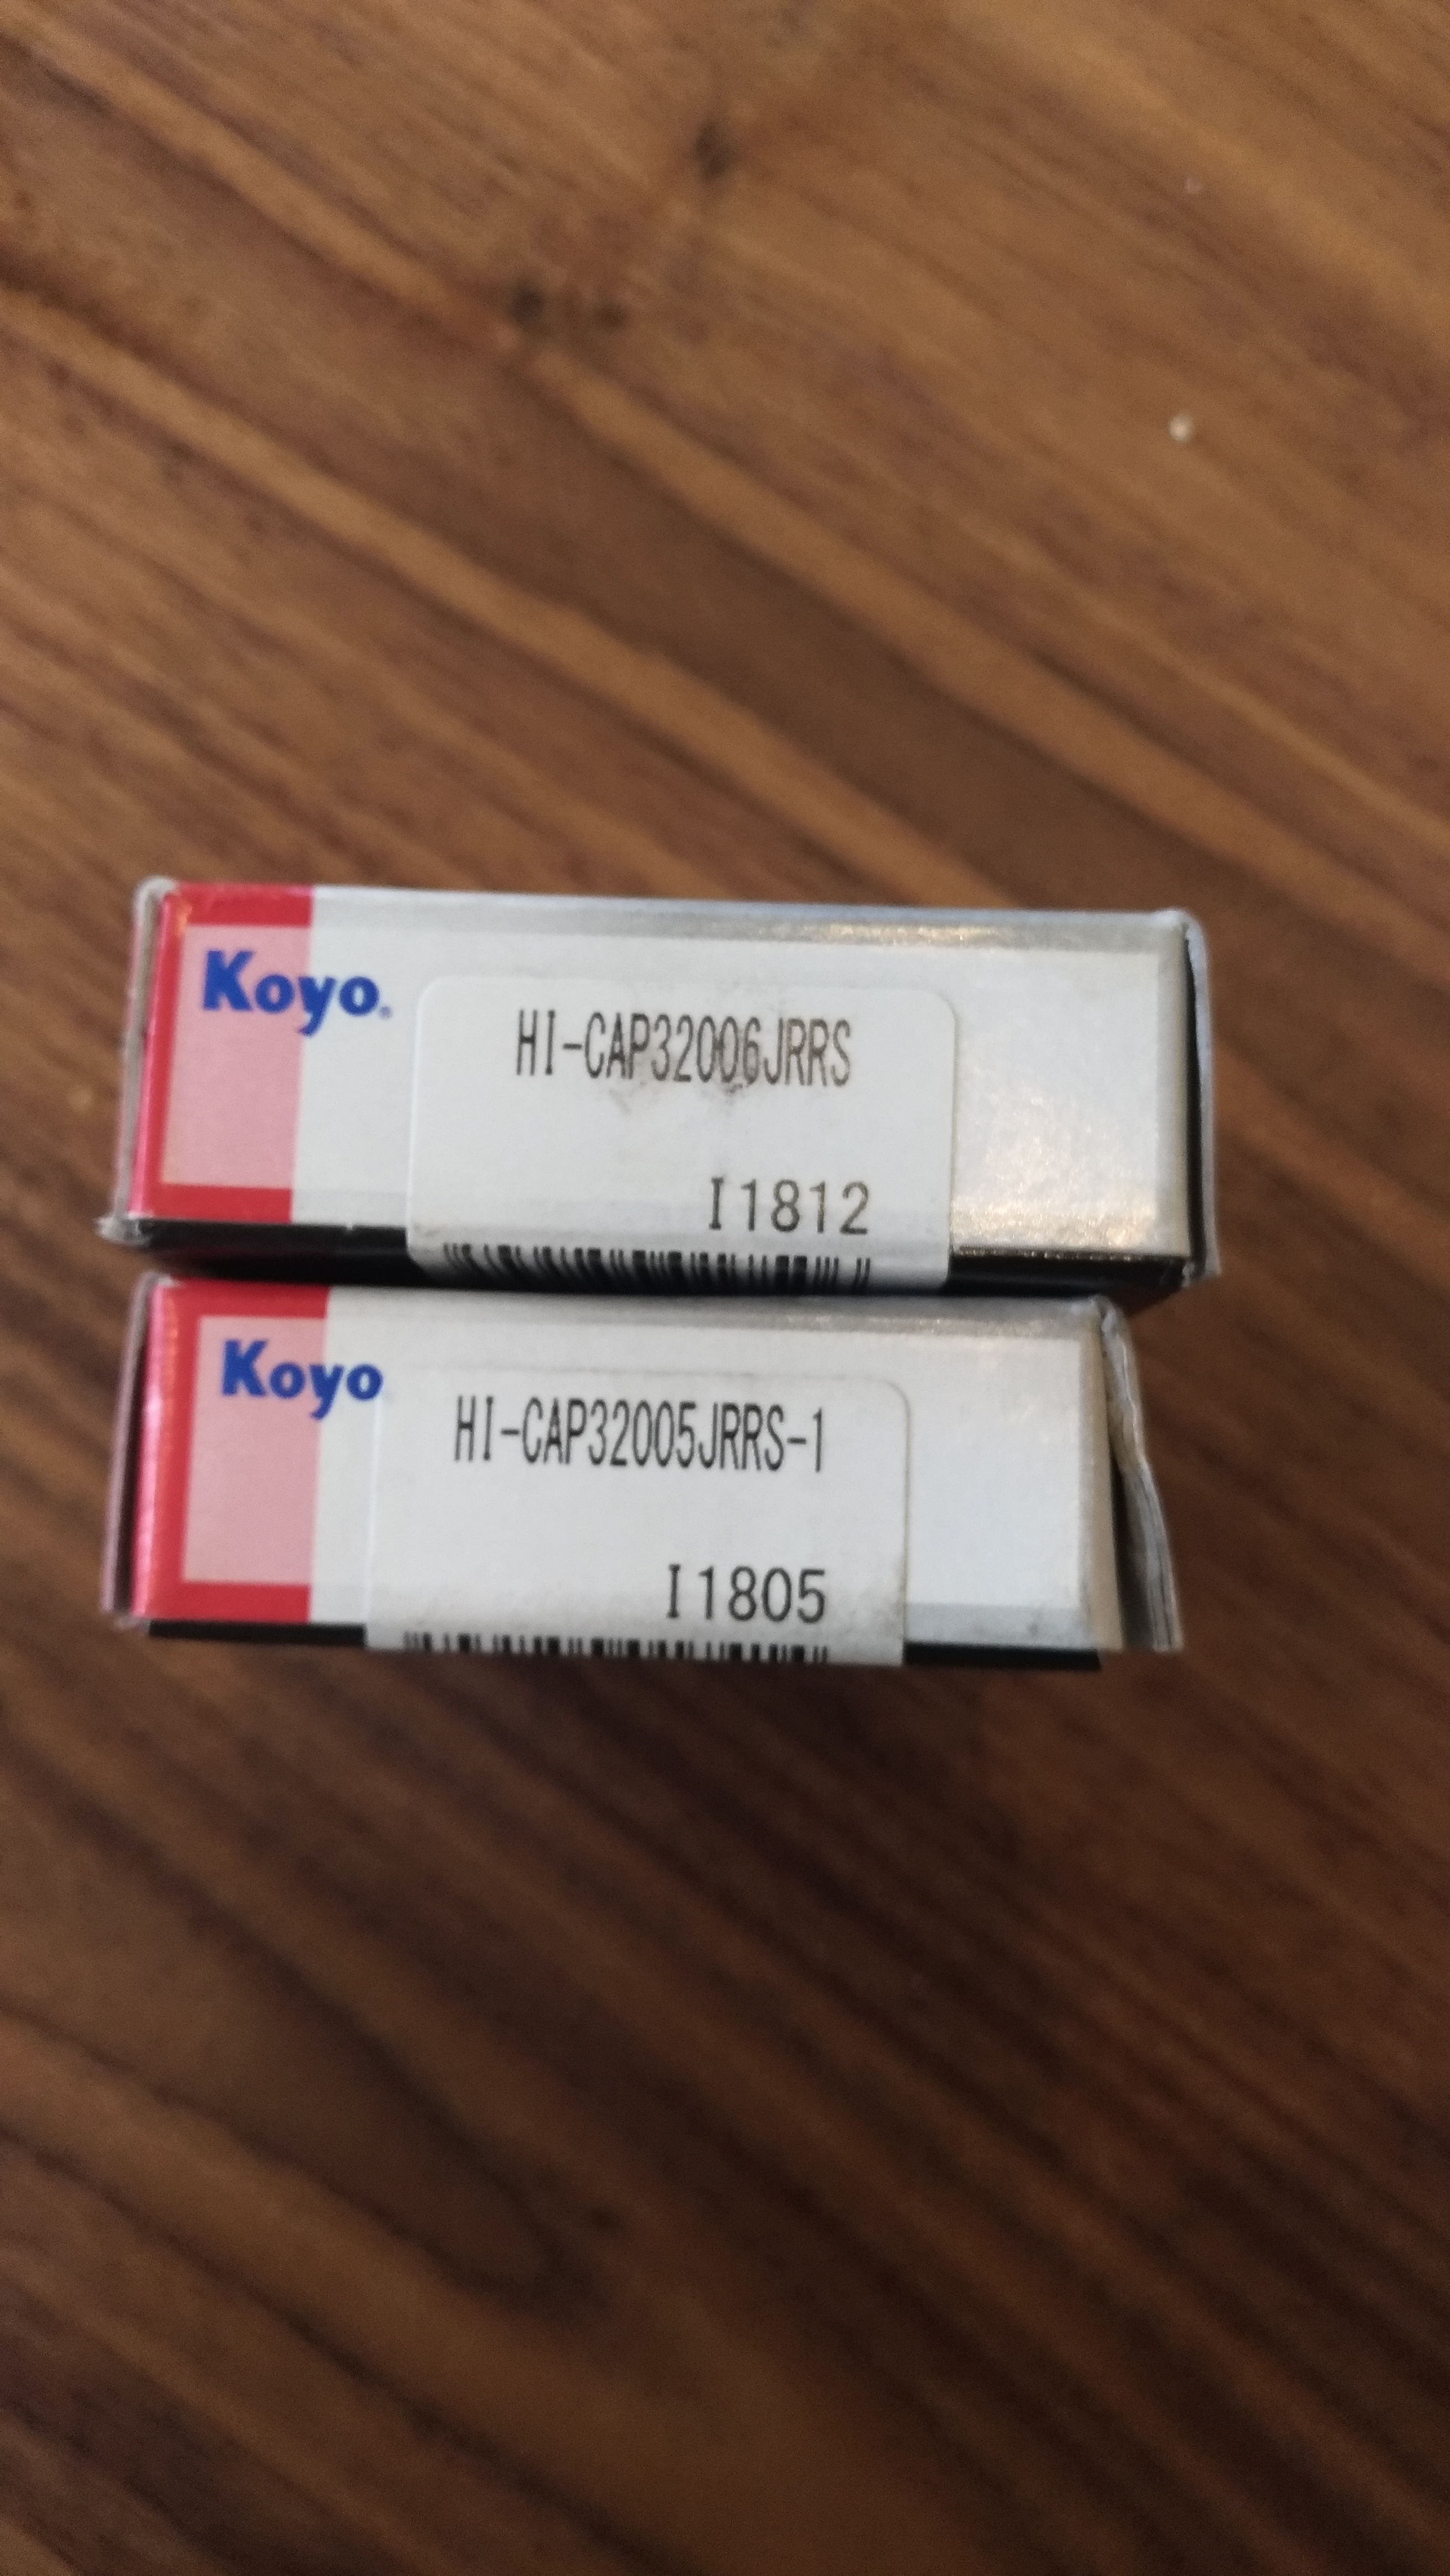 Koyo®
HI-CAP32006JRRS
I1812
Koyo
HI-CAP32005JRRS-1
I1805